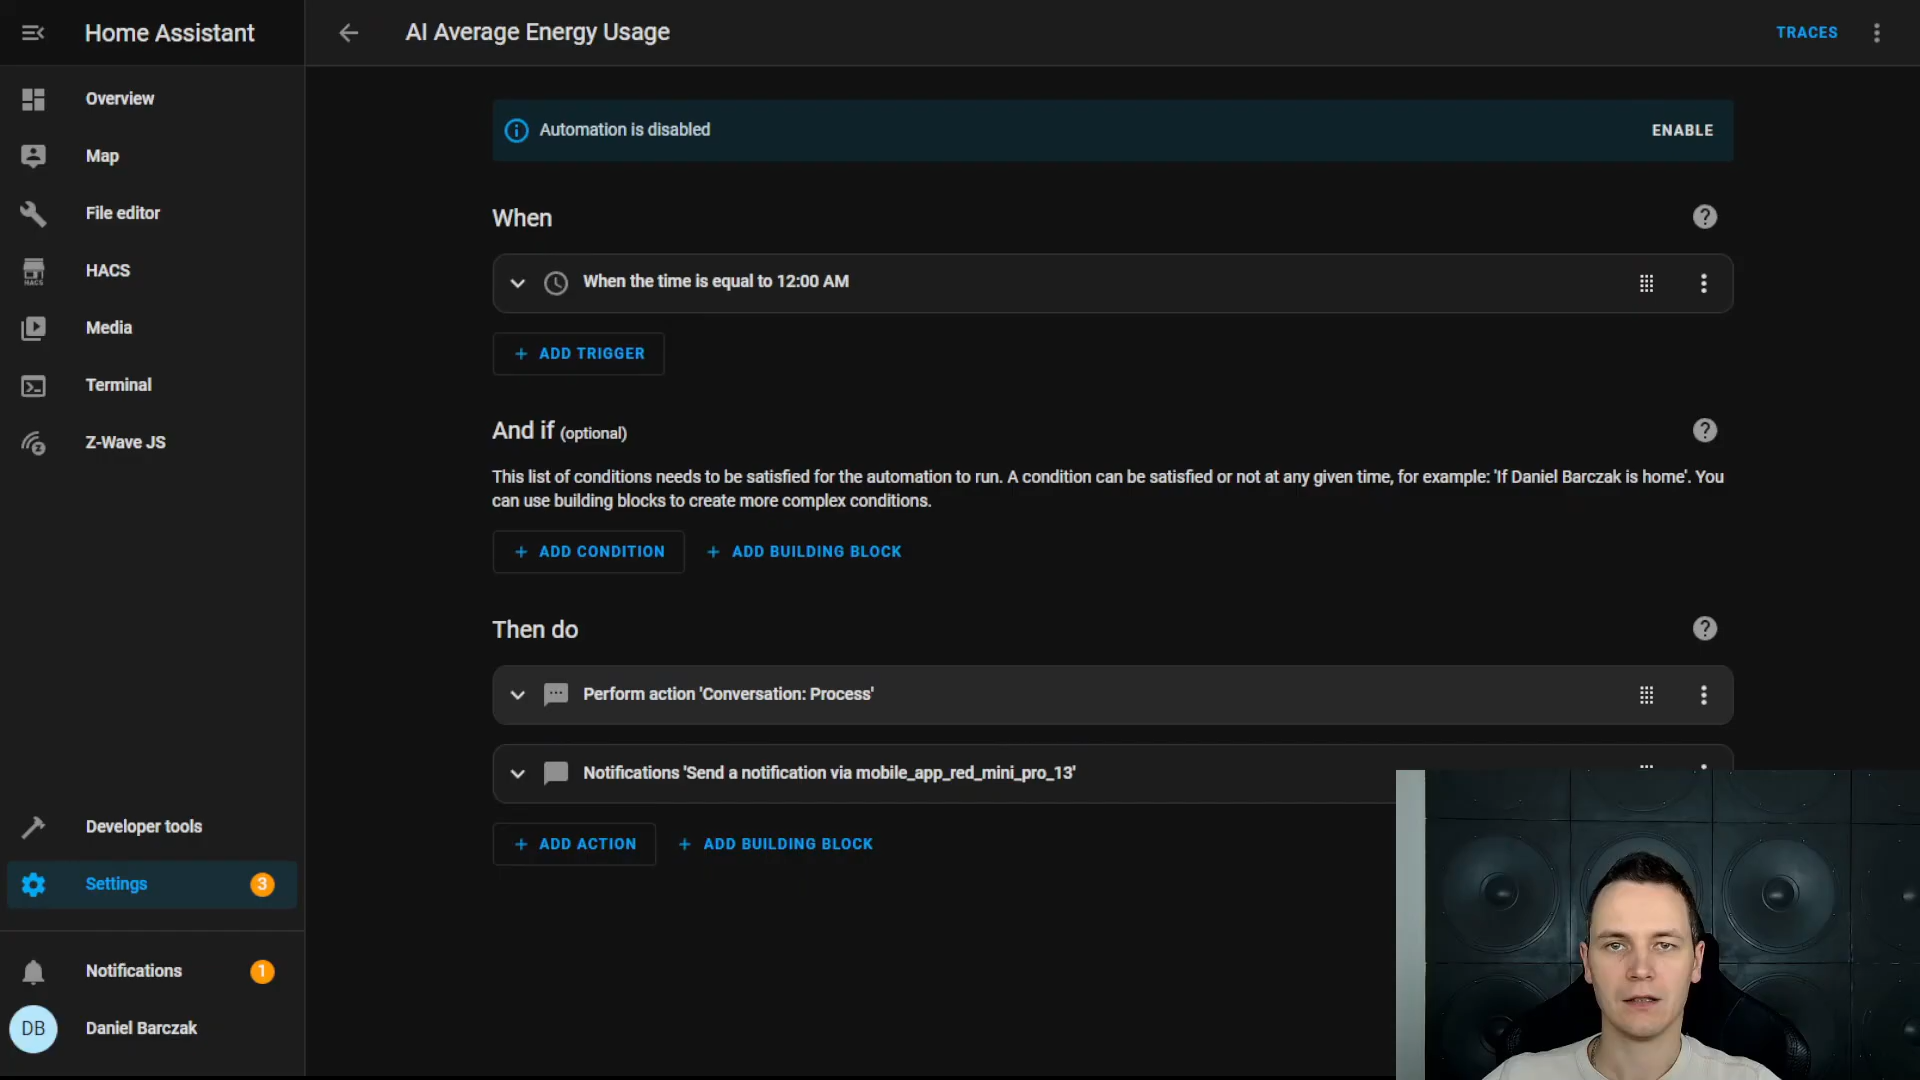 Home Assistant
AI Average Energy Usage
TRACES
Overview
Map
File editor
HACS
HACS
Media
Terminal
Z-Wave JS
Developer tools
Settings
3
Notifications
1
DB
Daniel Barczak
Automation is disabled
ENABLE
When
When the time is equal to 12:00 AM
+ ADD TRIGGER
And if (optional)
This list of conditions needs to be satisfied for the automation to run. A condition can be satisfied or not at any given time, for example: 'If Daniel Barczak is home'. You
can use building blocks to create more complex conditions.
+ ADD CONDITION + ADD BUILDING BLOCK
Then do
Perform action 'Conversation: Process'
Notifications 'Send a notification via mobile_app_red_mini_pro_13'
+ ADD ACTION + ADD BUILDING BLOCK